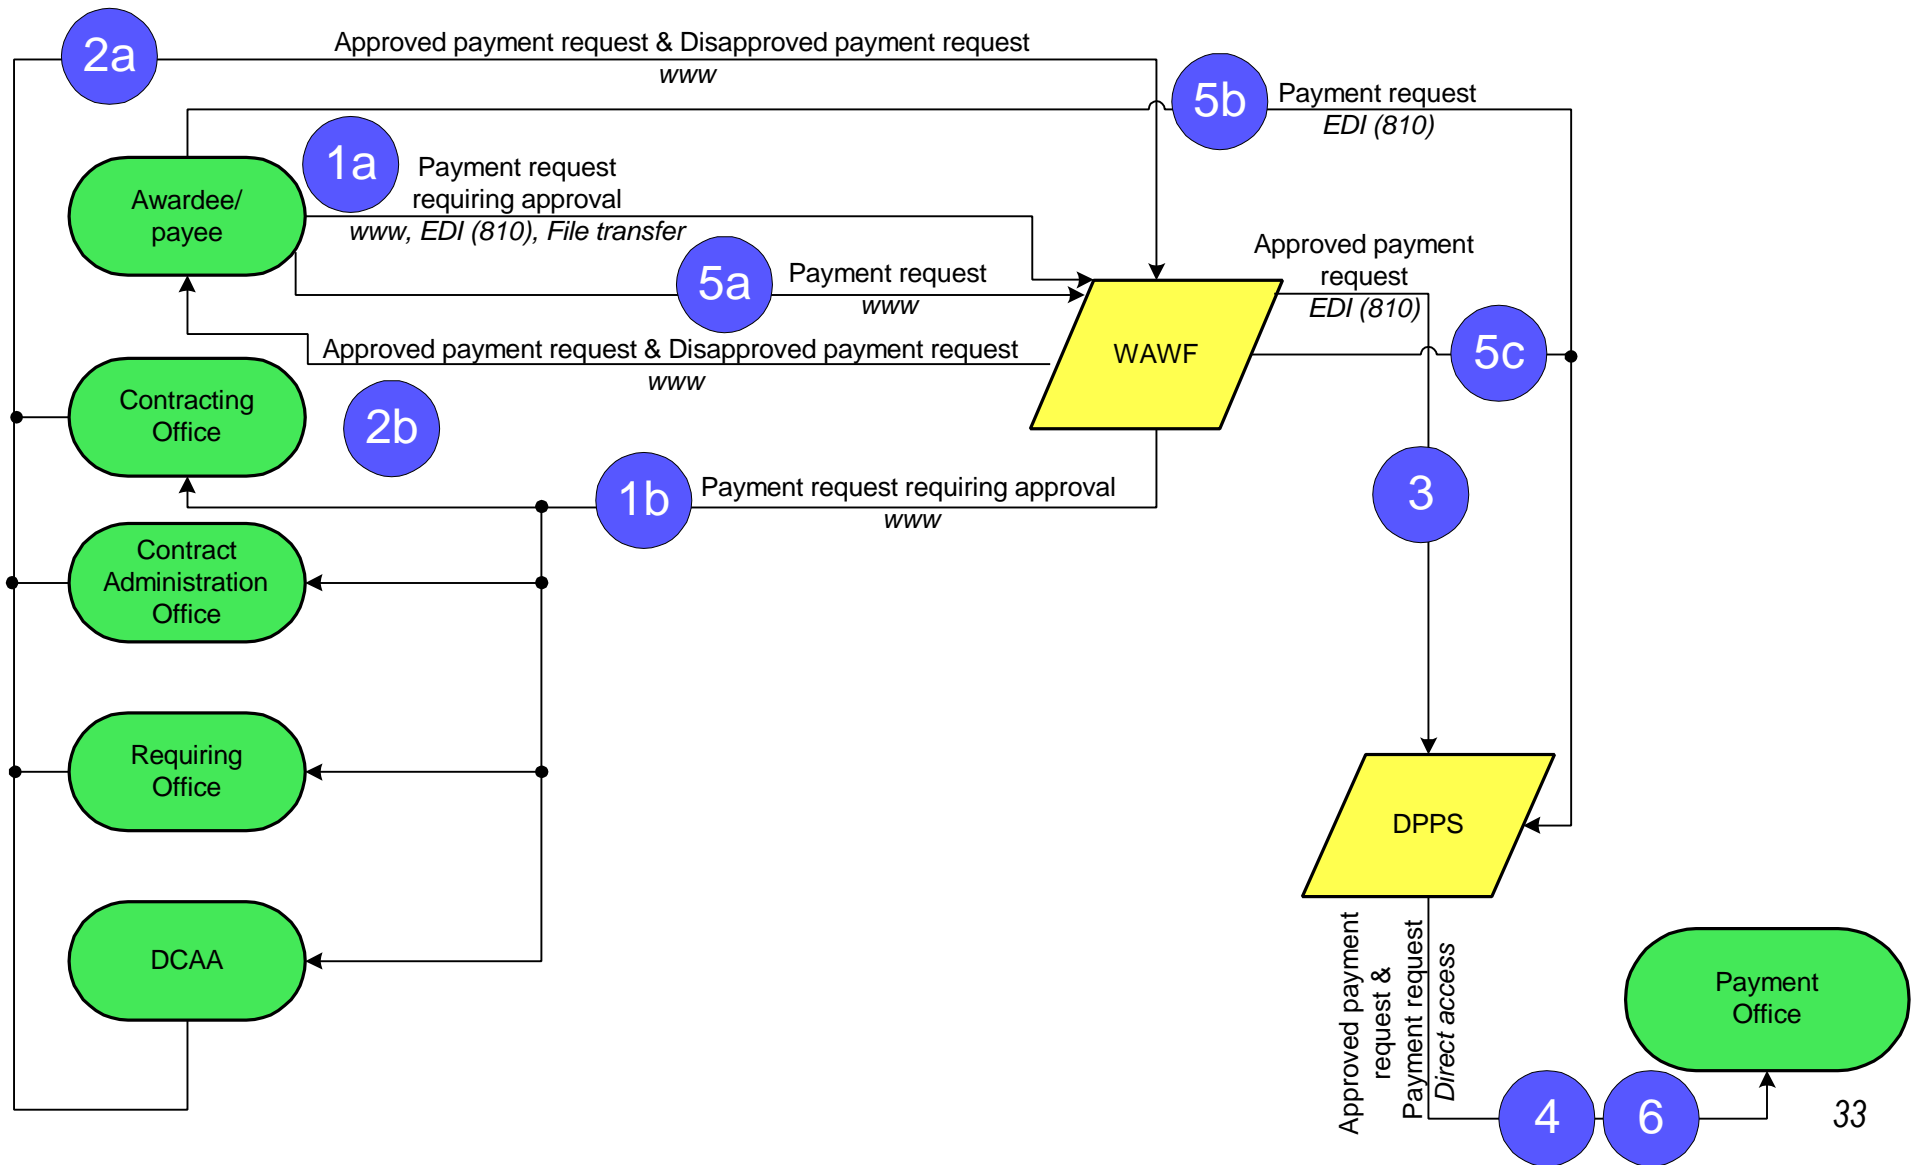 2a
Approved payment request & Disapproved payment request
www
5b
Payment request
EDI (810)
1a
Payment request
requiring approval
www, EDI (810), File transfer
Awardee/
payee
5a
Payment request
www
Approved payment
request
EDI (810)
Approved payment request & Disapproved payment request
www
WAWF
5c
Contracting
Office
2b
1b
Payment request requiring approval
www
3
Contract
Administration
Office
Requiring
Office
DPPS
DCAA
Approved payment
request &
Payment request
Direct access
Payment
Office
4
6
33